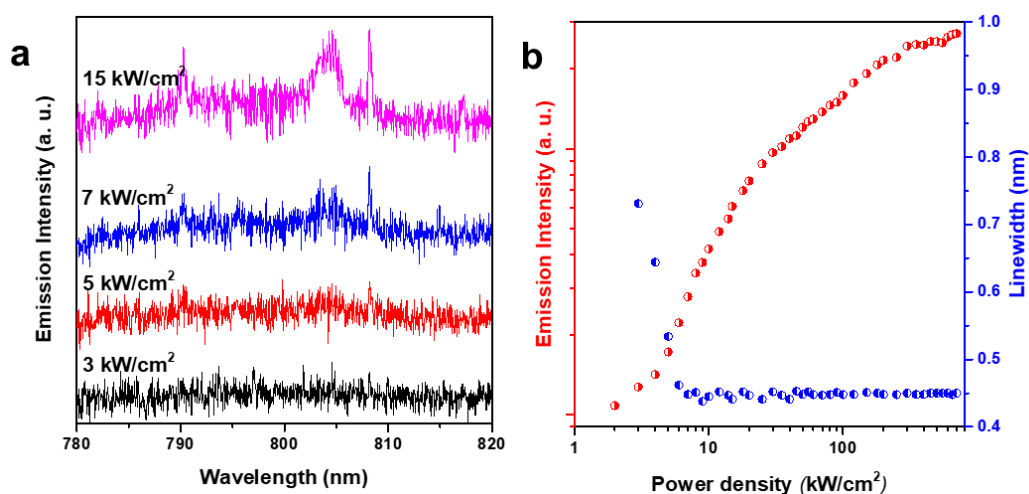 a
15 kW/cm²
7 kW/cm²
5 kW/cm²
3 kW/cm²
780 790 800 810 820
Wavelength (nm)
Emission Intensity (a. u.)
b
Emission Intensity (a. u.)
1.0
0.9
0.8
0.7
0.6
0.5
0.4
Linewidth (nm)
1 10 100
Power density (kW/cm²)